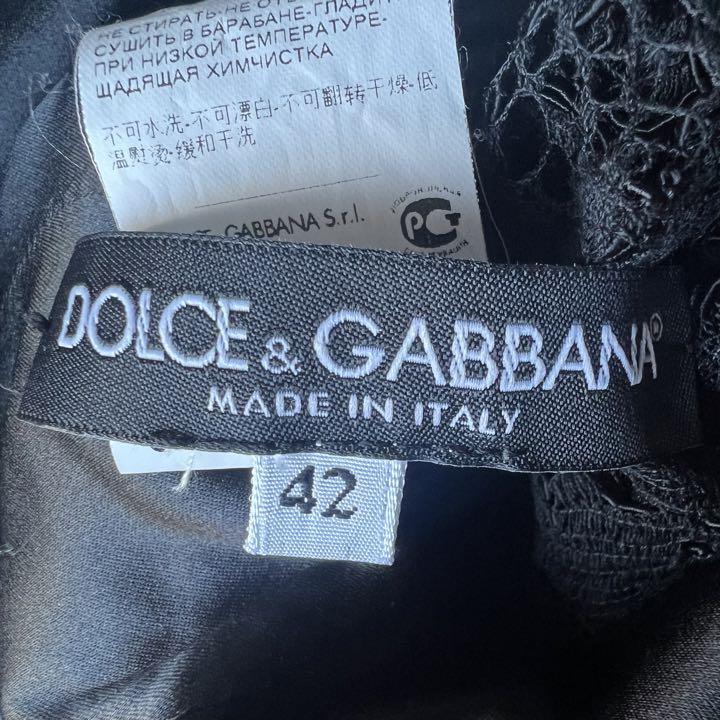 НЕ СТИРАТЬ-НЕ
СУШИТЬ В БАРАБАНЕ-ГЛАДИТ
ПРИ НИЗКОЙ ТЕМПЕРАТУРЕ-
ЩАДЯЩАЯ ХИМЧИСТКА
不可水洗-不可漂白-不可翻转干燥-低
温熨烫-缓和干洗
GABBANA S.r.l.
РСТ
DOLCE & GABBANA®
MADE IN ITALY
42